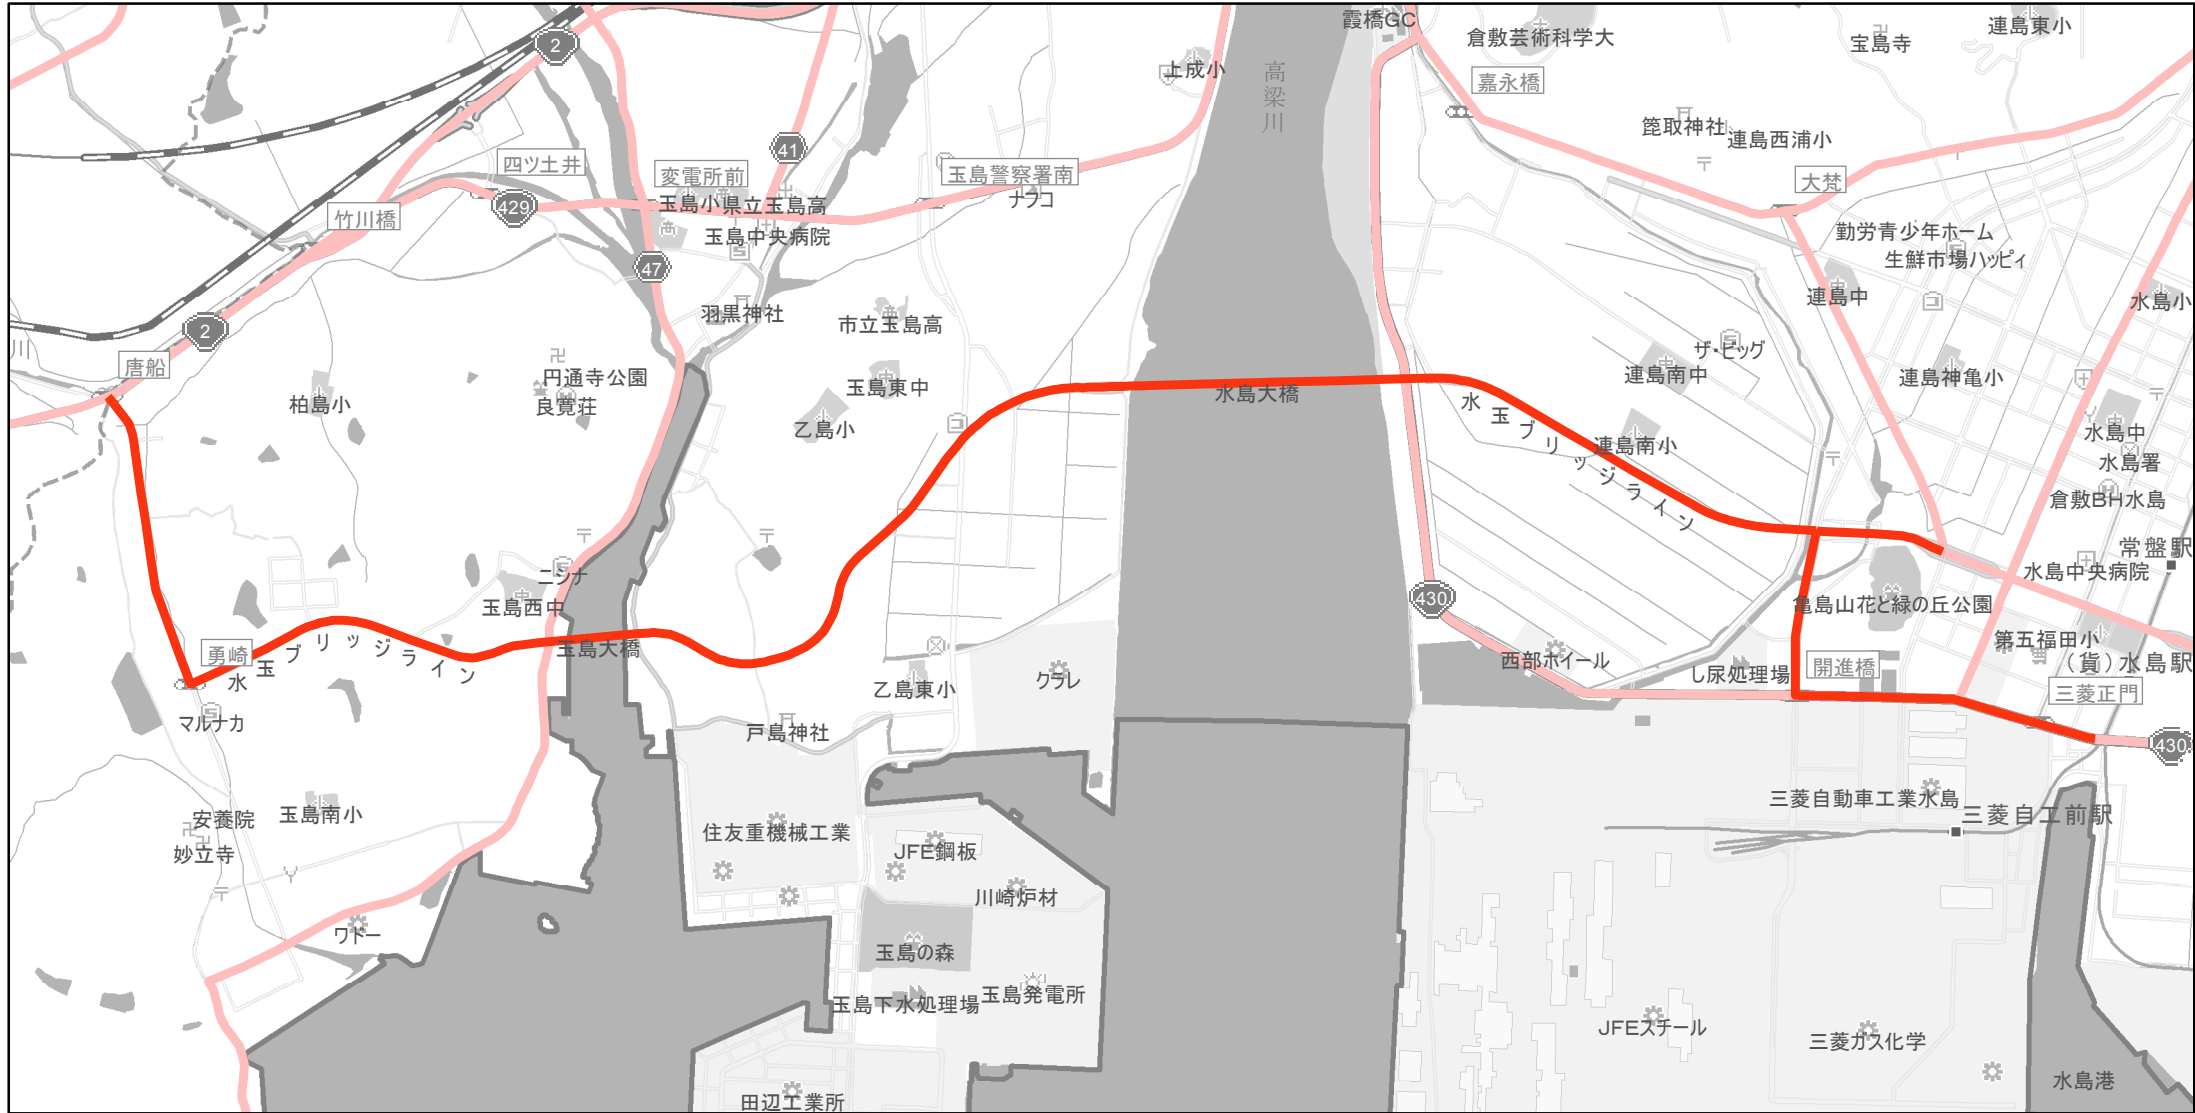 霞橋GC
倉敷芸術科学大
宝島寺
連島東小
2
上成小
高梁川
嘉永橋
箆取神社
連島西浦小
四ツ土井
変電所前
41
玉島警察署南
ナフコ
大梵
429
玉島小
県立玉島高
竹川橋
玉島中央病院
勤労青少年ホーム
生鮮市場ハッピィ
47
連島中
水島小
羽黒神社
市立玉島高
2
川
唐船
円通寺公園
良寛荘
柏島小
玉島東中
乙島小
水島大橋
ザ・ビッグ
連島南中
連島神亀小
水玉ブリッジライン
連島南小
水島中
水島署
倉敷BH水島
常盤駅
水島中央病院
ニシナ
玉島西中
430
亀島山花と緑の丘公園
勇崎
水玉ブリッジライン
玉島大橋
第五福田小
(貨)水島駅
西部ホイール
し尿処理場
開進橋
三菱正門
乙島東小
クラレ
マルナカ
戸島神社
430
安養院
妙立寺
玉島南小
住友重機械工業
JFE鋼板
川崎炉材
三菱自動車工業水島
三菱自工前駅
ワドー
玉島の森
玉島下水処理場
玉島発電所
JFEスチール
三菱ガス化学
水島港
田辺工業所